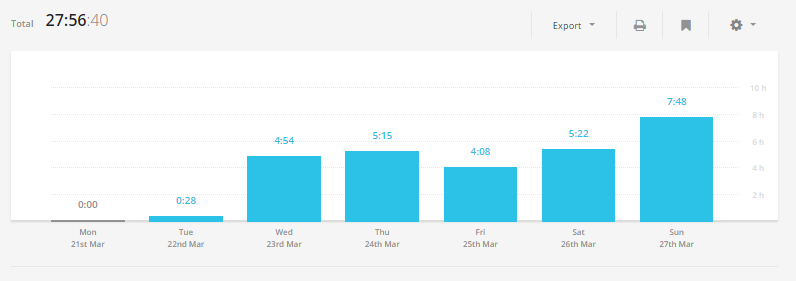 Total 27:56:40 Export
10 h
7:48
8 h
5:22
5:15
4:54
6 h
4:08
4 h
0:28
2 h
0:00
Mon Tue Wed Thu Fri Sat Sun
21st Mar 22nd Mar 23rd Mar 24th Mar 25th Mar 26th Mar 27th Mar